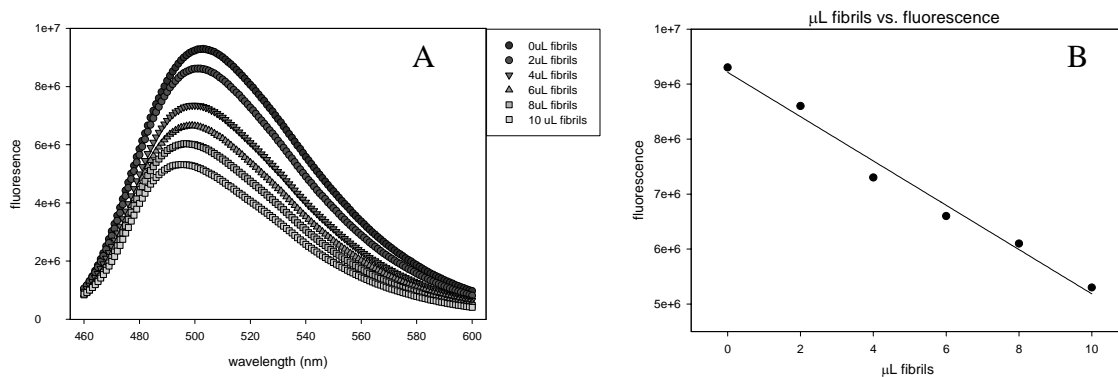 A
1e+7
8e+6
6e+6
4e+6
2e+6
0
fluoresence
460 480 500 520 540 560 580 600
wavelength (nm)
0uL fibrils
2uL fibrils
4uL fibrils
6uL fibrils
8uL fibrils
10 uL fibrils
μL fibrils vs. fluorescence
B
1e+7
9e+6
8e+6
7e+6
6e+6
5e+6
fluorescence
0 2 4 6 8 10
μL fibrils